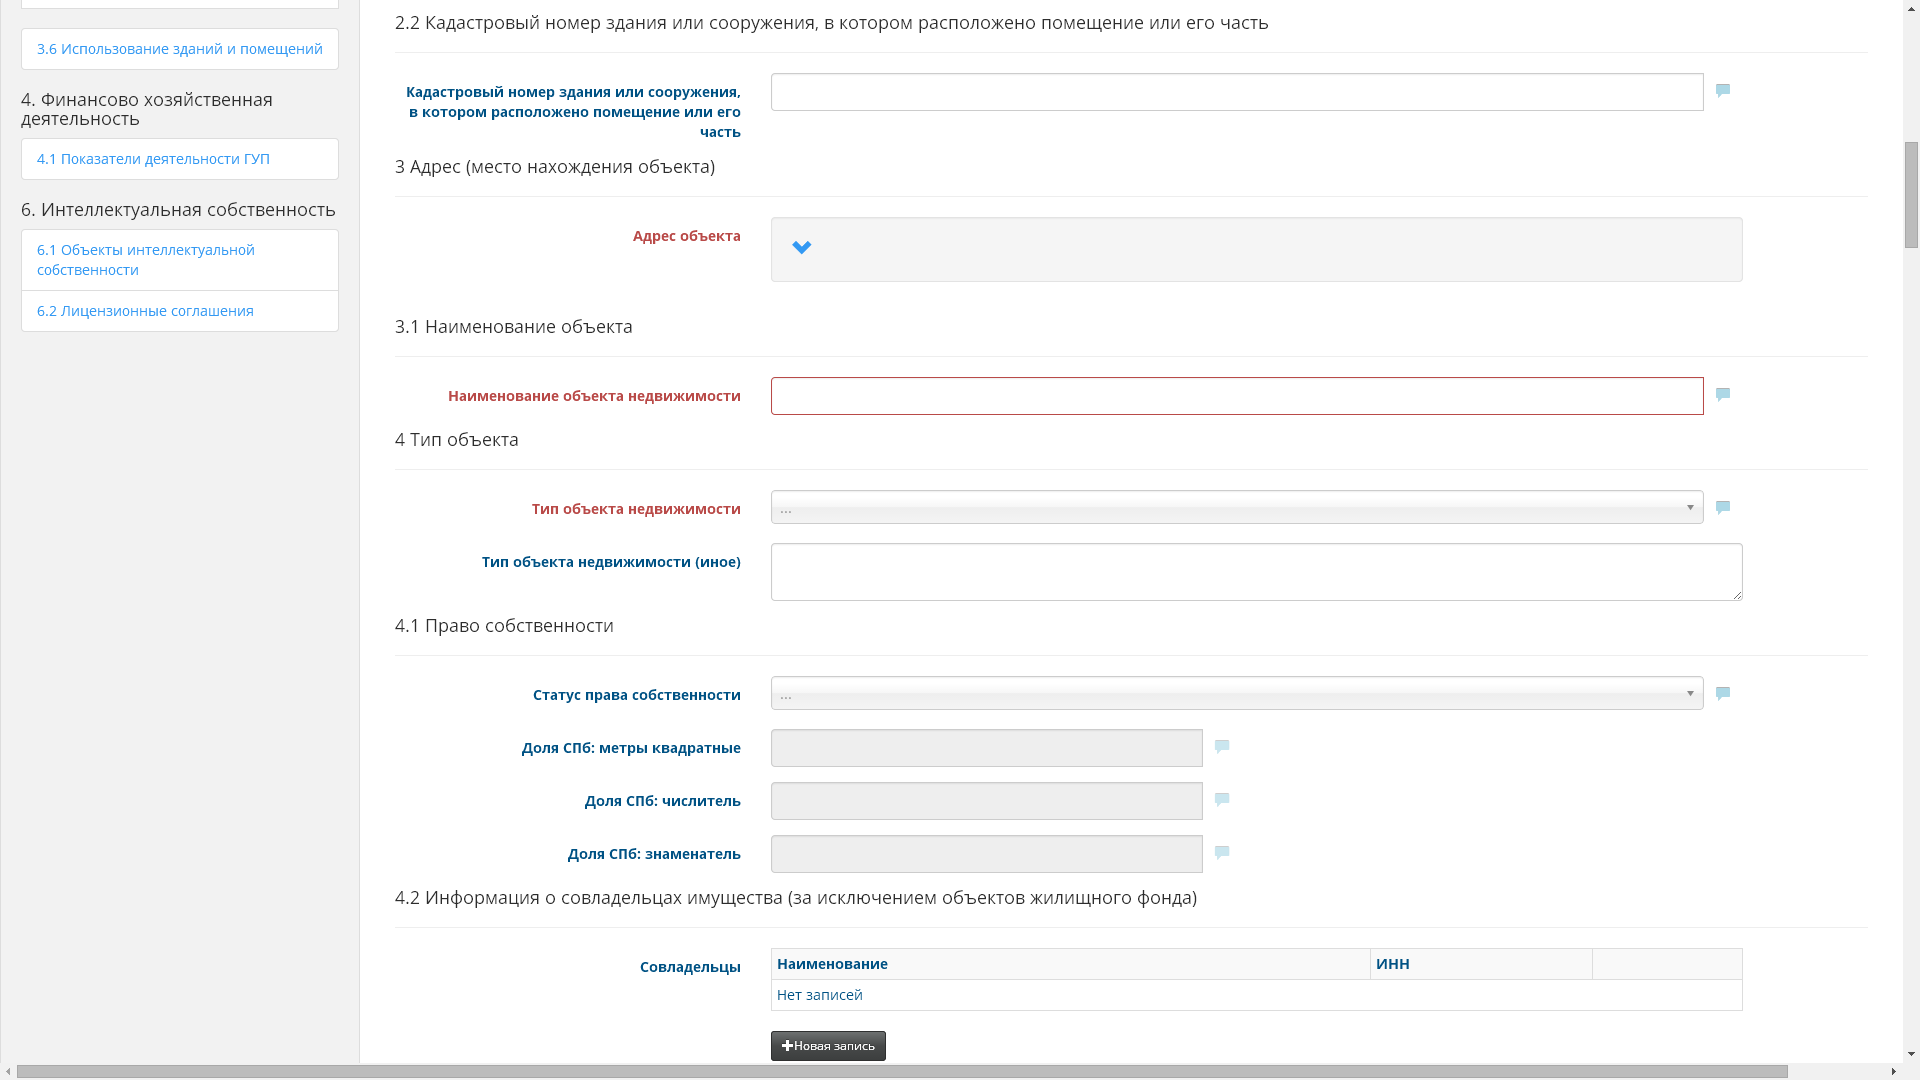 3.6 Использование зданий и помещений
4. Финансово хозяйственная
деятельность
4.1 Показатели деятельности ГУП
6. Интеллектуальная собственность
6.1 Объекты интеллектуальной
собственности
6.2 Лицензионные соглашения
2.2 Кадастровый номер здания или сооружения, в котором расположено помещение или его часть
Кадастровый номер здания или сооружения,
в котором расположено помещение или его
часть
3 Адрес (место нахождения объекта)
Адрес объекта
3.1 Наименование объекта
Наименование объекта недвижимости
4 Тип объекта
Тип объекта недвижимости
...
Тип объекта недвижимости (иное)
4.1 Право собственности
Статус права собственности
...
Доля СПб: метры квадратные
Доля СПб: числитель
Доля СПб: знаменатель
4.2 Информация о совладельцах имущества (за исключением объектов жилищного фонда)
Совладельцы
Наименование
ИНН
Нет записей
Новая запись